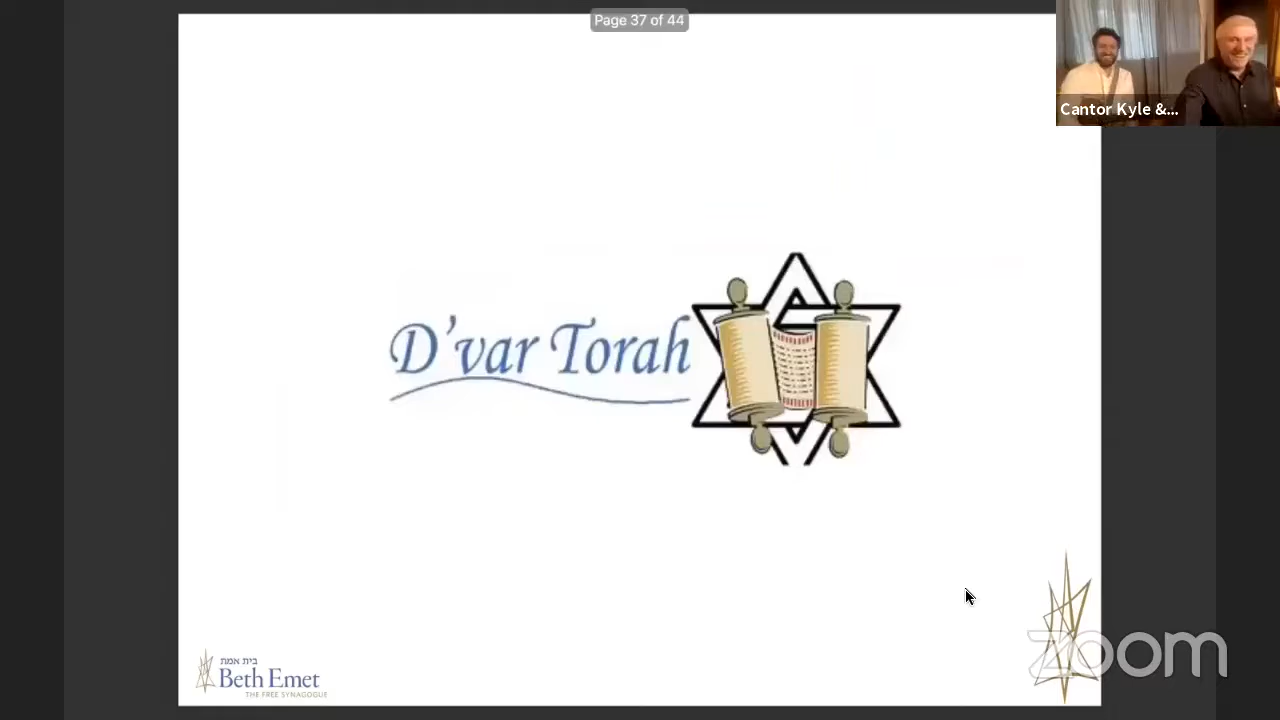 Page 37 of 44
Cantor Kyle &...
D'var Torah
בית אמת
Beth Emet
THE FREE SYNAGOGUE
zoom